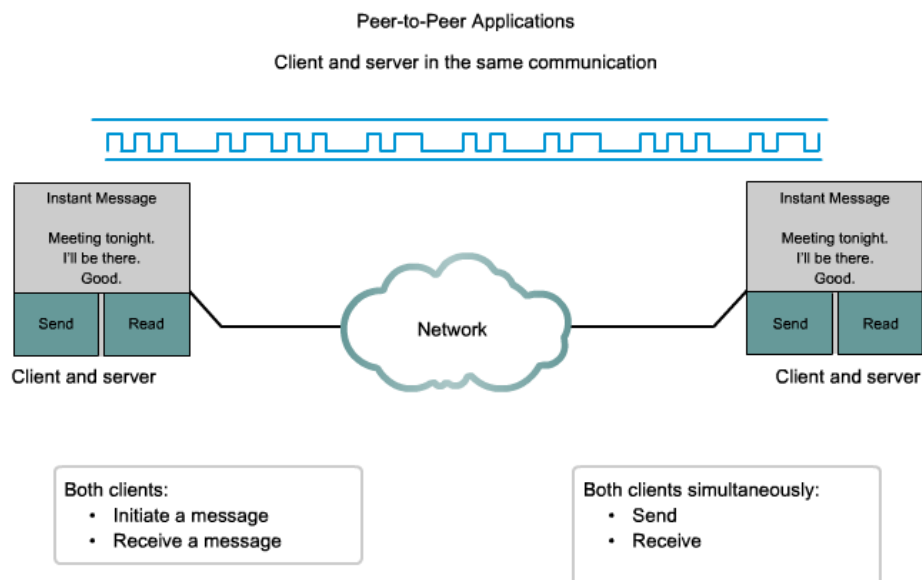 Peer-to-Peer Applications
Client and server in the same communication
Instant Message
Meeting tonight.
I'll be there.
Good.
Send
Read
Client and server
Network
Instant Message
Meeting tonight.
I'll be there.
Good.
Send
Read
Client and server
Both clients:
• Initiate a message
• Receive a message
Both clients simultaneously:
• Send
• Receive